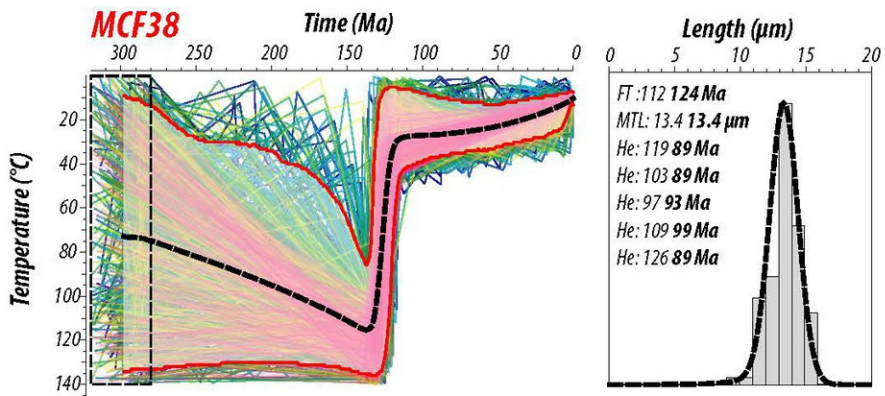 MCF38
Time (Ma)
300 250 200 150 100 50 0
Temperature (°C)
20
40
60
80
100
120
140
Length (µm)
0 5 10 15 20
FT :112 124 Ma
MTL: 13.4 13.4 µm
He: 119 89 Ma
He: 103 89 Ma
He: 97 93 Ma
He: 109 99 Ma
He: 126 89 Ma